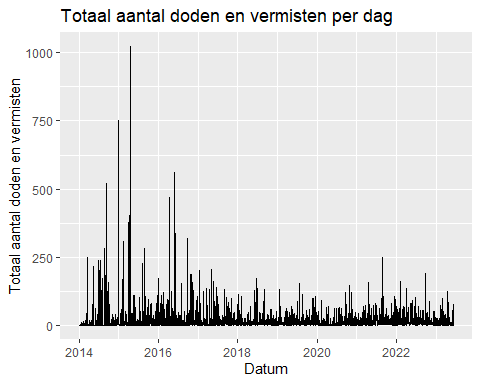 Totaal aantal doden en vermisten per dag
Totaal aantal doden en vermisten
1000
750
500
250
0
2014 2016 2018 2020 2022
Datum